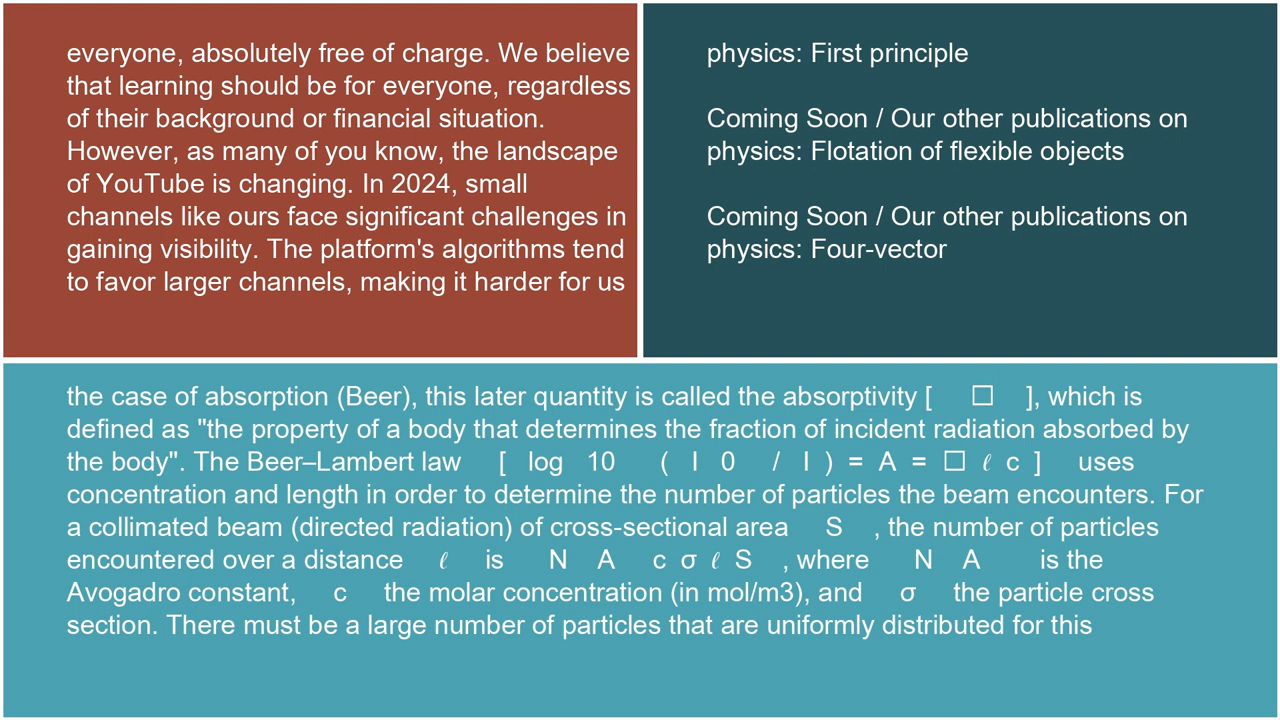 everyone, absolutely free of charge. We believe
that learning should be for everyone, regardless
of their background or financial situation.
However, as many of you know, the landscape
of YouTube is changing. In 2024, small
channels like ours face significant challenges in
gaining visibility. The platform's algorithms tend
to favor larger channels, making it harder for us
physics: First principle
Coming Soon / Our other publications on
physics: Flotation of flexible objects
Coming Soon / Our other publications on
physics: Four-vector
the case of absorption (Beer), this later quantity is called the absorptivity [ □ ], which is
defined as "the property of a body that determines the fraction of incident radiation absorbed by
the body". The Beer–Lambert law [ log 10 ( I 0 / I ) = A = □ ℓ c ] uses
concentration and length in order to determine the number of particles the beam encounters. For
a collimated beam (directed radiation) of cross-sectional area S , the number of particles
encountered over a distance ℓ is N A c σ ℓ S , where N A is the
Avogadro constant, c the molar concentration (in mol/m3), and σ the particle cross
section. There must be a large number of particles that are uniformly distributed for this